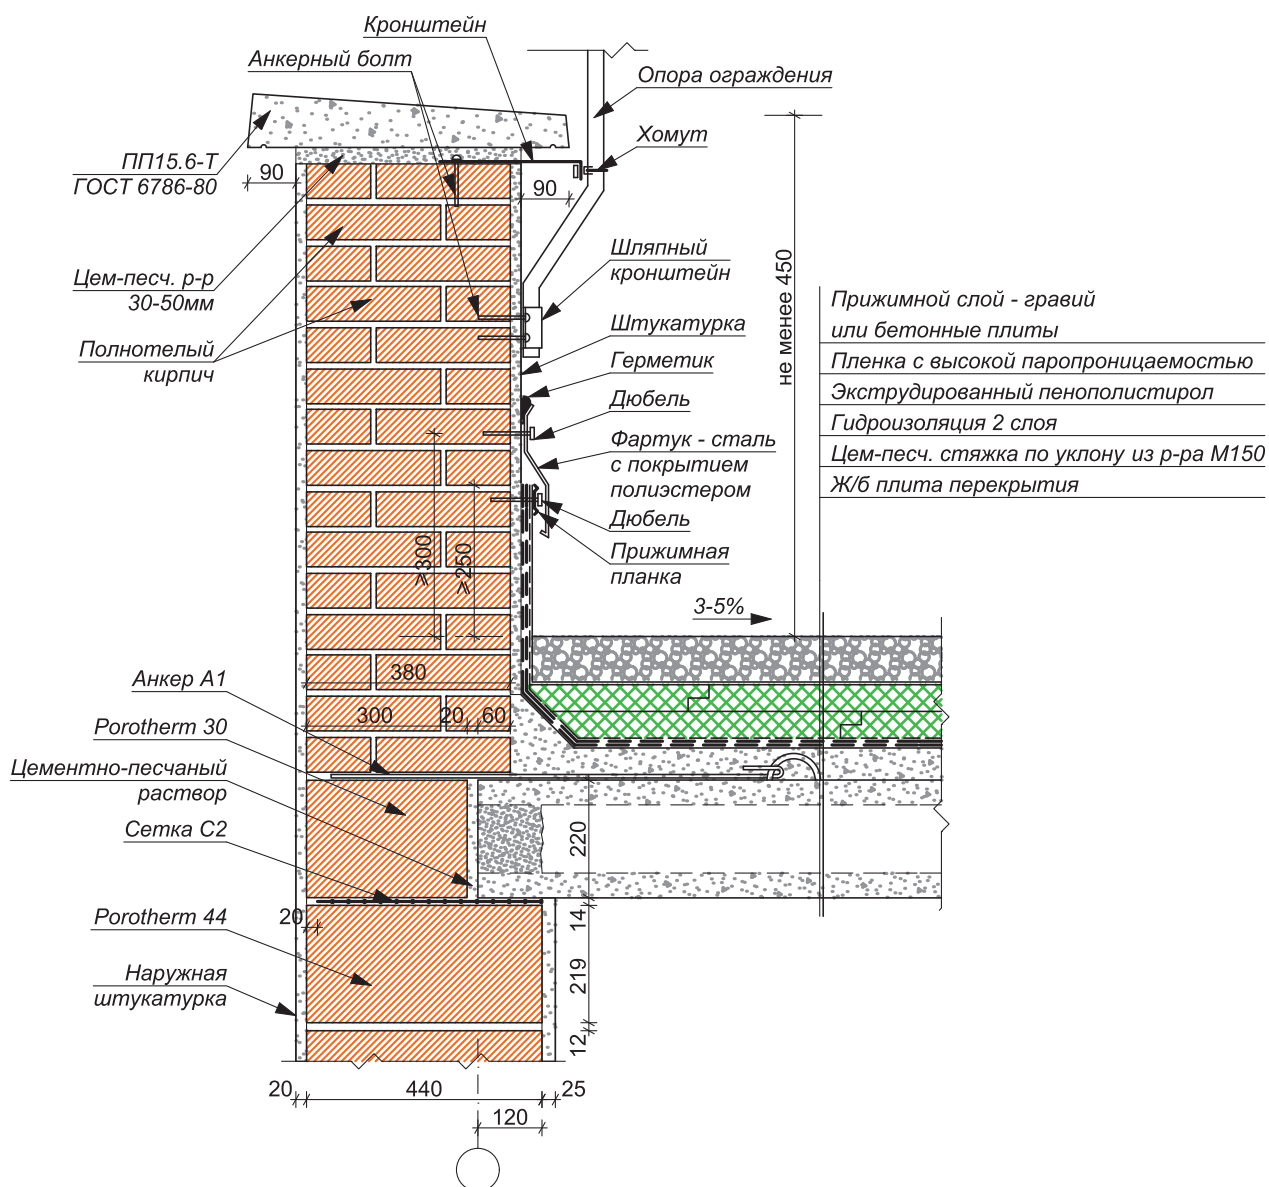 Кронштейн
Анкерный болт
Опора ограждения
Хомут
ПП15.6-Т
ГОСТ 6786-80
90
90
Шляпный
кронштейн
Цем-песч. р-р
30-50мм
не менее 450
Прижимной слой - гравий
или бетонные плиты
Штукатурка
Полнотелый
кирпич
Герметик
Пленка с высокой паропроницаемостью
Экструдированный пенополистирол
Дюбель
Гидроизоляция 2 слоя
Фартук - сталь
с покрытием
полиэстером
Цем-песч. стяжка по уклону из р-ра М150
Ж/б плита перекрытия
Дюбель
Прижимная
планка
≥300
≥250
3-5%
380
Анкер А1
300
20
60
Porotherm 30
Цементно-песчаный
раствор
Сетка С2
220
Porotherm 44
20
14
Наружная
штукатурка
219
12
20
440
25
120